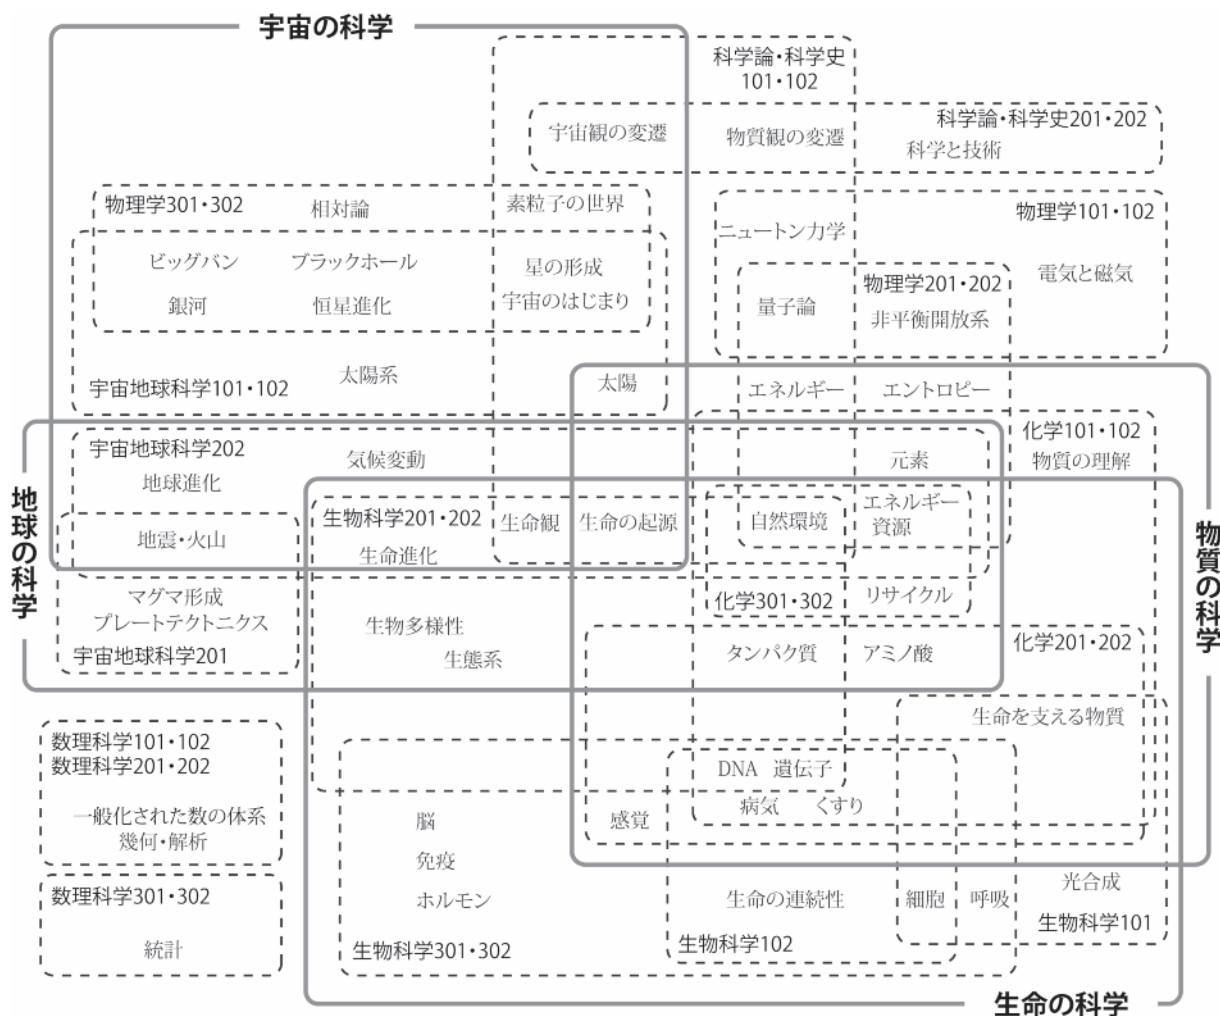 宇宙の科学
科学論・科学史
101・102
宇宙観の変遷
物質観の変遷
科学論・科学史201・202
科学と技術
物理学301・302
相対論
素粒子の世界
物理学101・102
ニュートン力学
ビッグバン
ブラックホール
星の形成
電気と磁気
物理学201・202
銀河
恒星進化
宇宙のはじまり
量子論
非平衡開放系
宇宙地球科学101・102
太陽系
太陽
エネルギー
エントロピー
宇宙地球科学202
気候変動
元素
化学101・102
物質の理解
地球進化
地球の科学
物質の科学
生物科学201・202
生命観
生命の起源
自然環境
エネルギー
資源
地震・火山
生命進化
マグマ形成
プレートテクトニクス
宇宙地球科学201
化学301・302
リサイクル
生物多様性
生態系
タンパク質
アミノ酸
化学201・202
生命を支える物質
数理科学101・102
数理科学201・202
一般化された数の体系
幾何・解析
DNA 遺伝子
病気
くすり
脳
感覚
免疫
ホルモン
数理科学301・302
統計
生命の連続性
細胞
呼吸
光合成
生物科学301・302
生物科学102
生物科学101
生命の科学